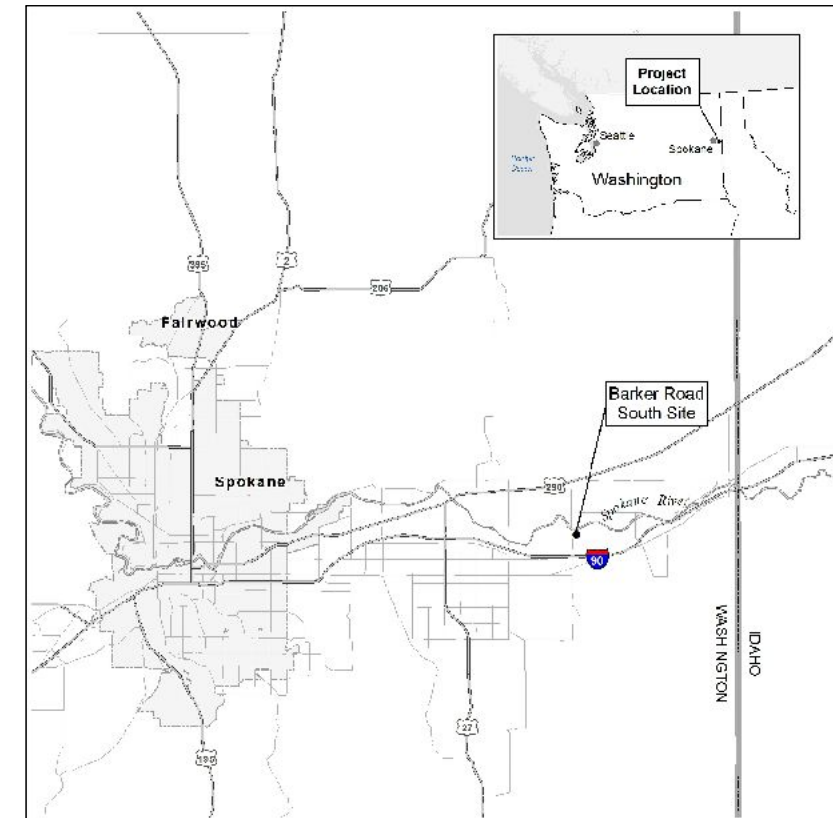 Project
Location
Seattle
Spokane
Washington
395
2
206
Fairwood
Barker Road
South Site
Spokane
290
Spokane River
90
WASHINGTON
IDAHO
27
195